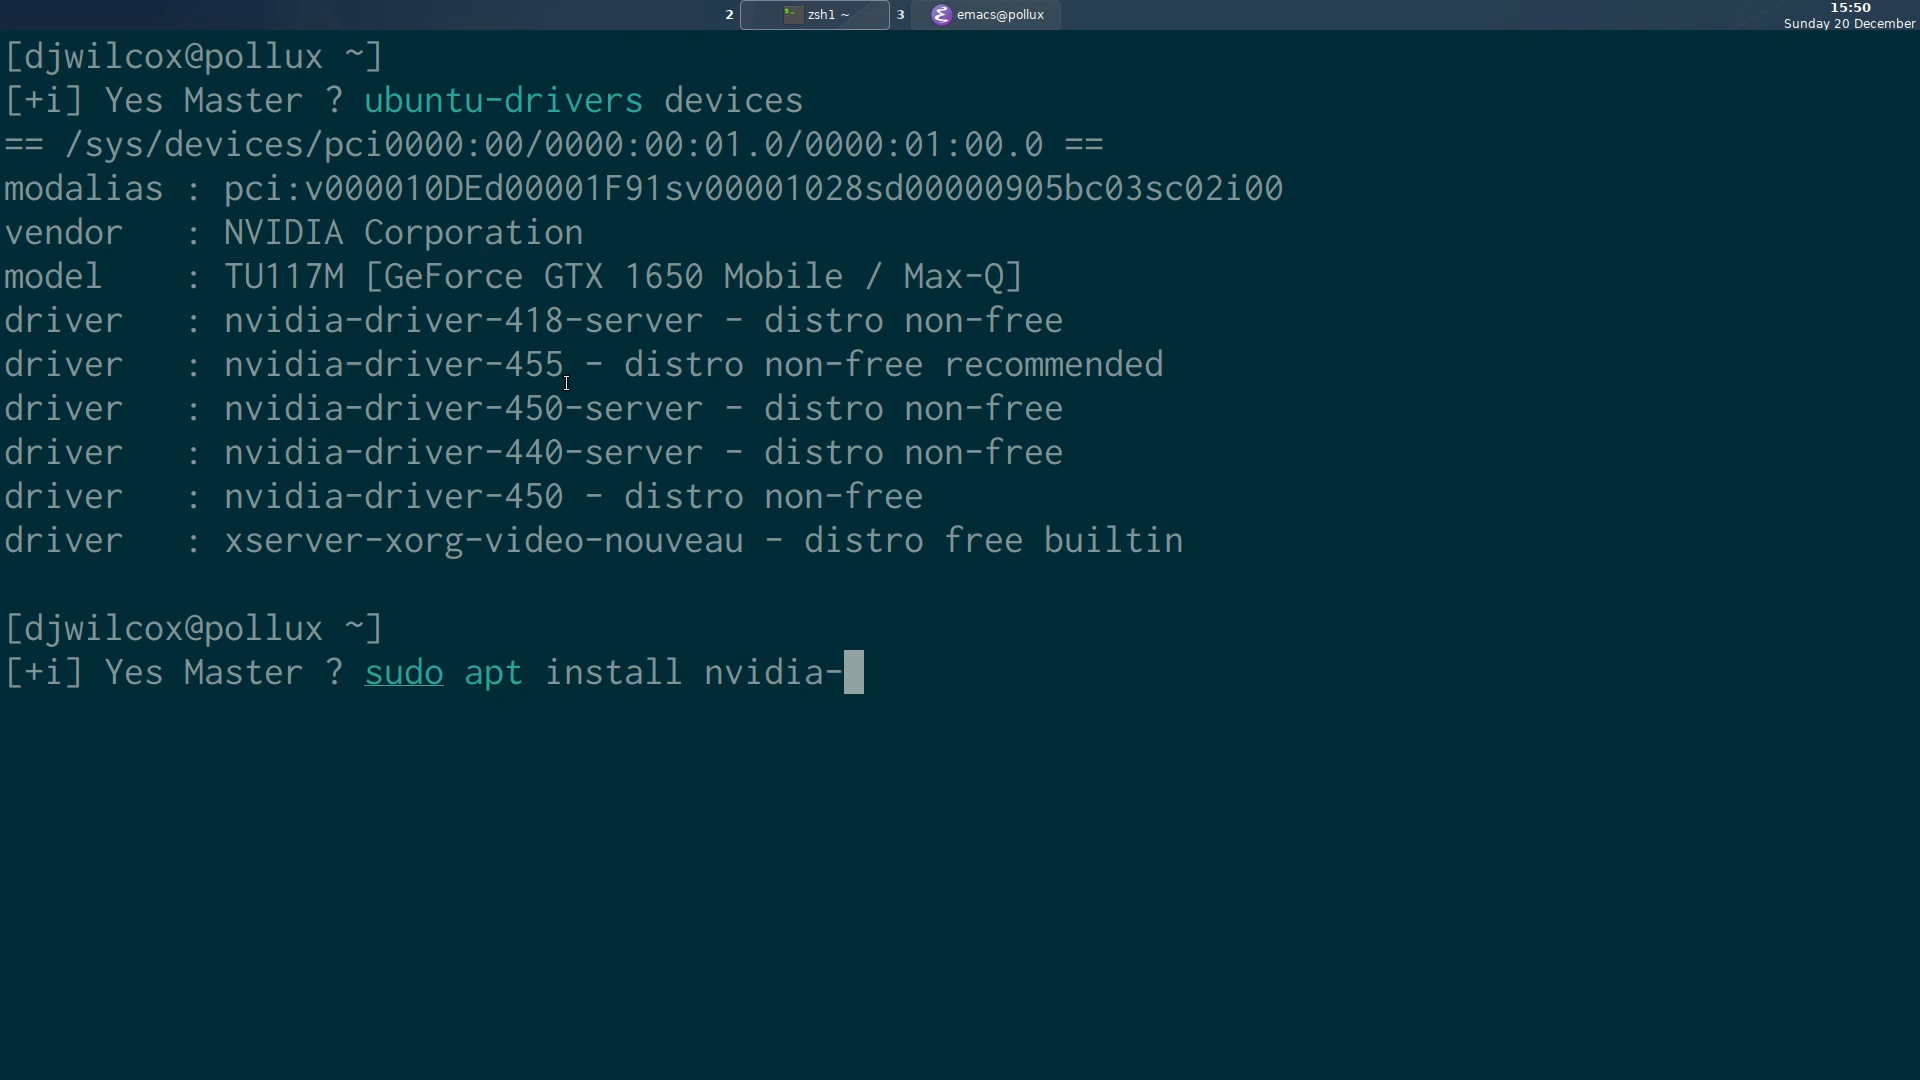 2 zsh1 ~ 3 emacs@pollux 15:50
Sunday 20 December
[djwilcox@pollux ~]
[+i] Yes Master ? ubuntu-drivers devices
== /sys/devices/pci0000:00/0000:00:01.0/0000:01:00.0 ==
modalias : pci:v000010DEd00001F91sv00001028sd00000905bc03sc02i00
vendor   : NVIDIA Corporation
model    : TU117M [GeForce GTX 1650 Mobile / Max-Q]
driver   : nvidia-driver-418-server - distro non-free
driver   : nvidia-driver-455 - distro non-free recommended
driver   : nvidia-driver-450-server - distro non-free
driver   : nvidia-driver-440-server - distro non-free
driver   : nvidia-driver-450 - distro non-free
driver   : xserver-xorg-video-nouveau - distro free builtin
[djwilcox@pollux ~]
[+i] Yes Master ? sudo apt install nvidia-